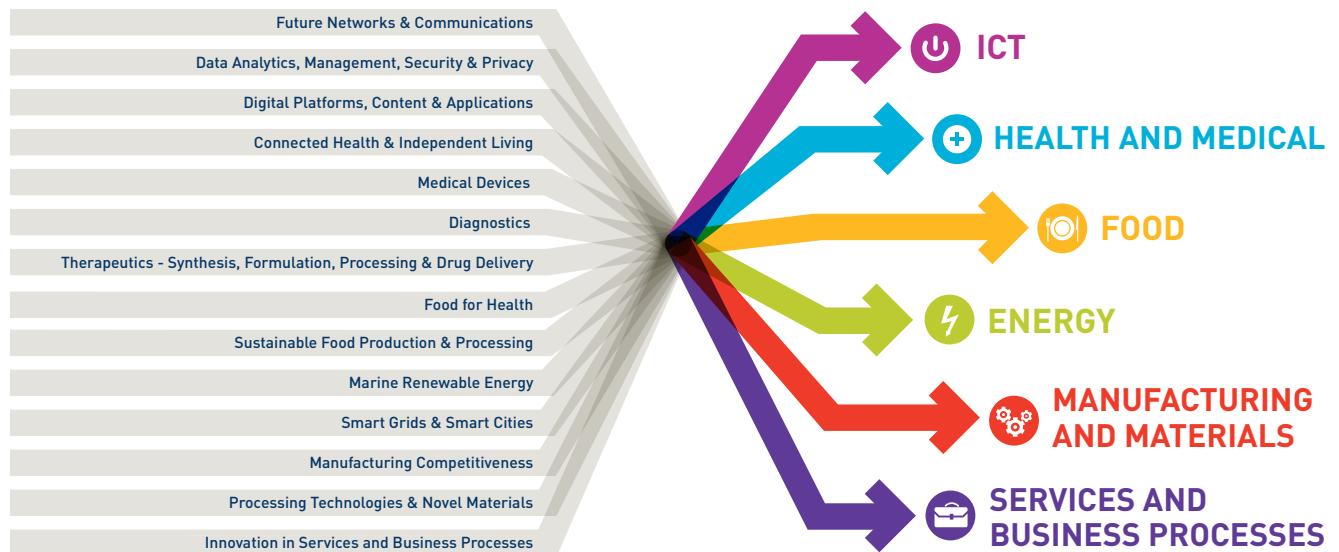 Future Networks & Communications
Data Analytics, Management, Security & Privacy
Digital Platforms, Content & Applications
Connected Health & Independent Living
Medical Devices
Diagnostics
Therapeutics - Synthesis, Formulation, Processing & Drug Delivery
Food for Health
Sustainable Food Production & Processing
Marine Renewable Energy
Smart Grids & Smart Cities
Manufacturing Competitiveness
Processing Technologies & Novel Materials
Innovation in Services and Business Processes
ICT
HEALTH AND MEDICAL
FOOD
ENERGY
MANUFACTURING
AND MATERIALS
SERVICES AND
BUSINESS PROCESSES